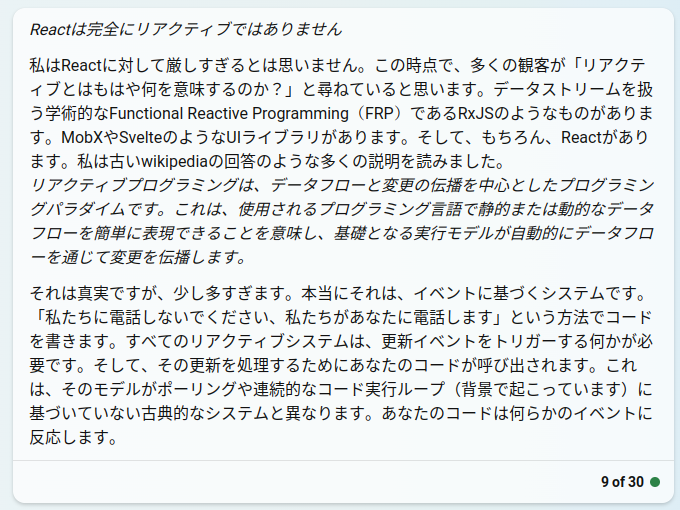 Reactは完全にリアクティブではありません
私はReactに対して厳しすぎるとは思いません。この時点で、多くの観客が「リアクテ
ィブとはもはや何を意味するのか？」と尋ねていると思います。データストリームを扱
う学術的なFunctional Reactive Programming（FRP）であるRxJSのようなものがありま
す。MobXやSvelteのようなUIライブラリがあります。そして、もちろん、Reactがあり
ます。私は古いwikipediaの回答のような多くの説明を読みました。
リアクティブプログラミングは、データフローと変更の伝播を中心としたプログラミン
グパラダイムです。これは、使用されるプログラミング言語で静的または動的なデータ
フローを簡単に表現できることを意味し、基礎となる実行モデルが自動的にデータフロ
ーを通じて変更を伝播します。
それは真実ですが、少し多すぎます。本当にそれは、イベントに基づくシステムです。
「私たちに電話しないでください、私たちがあなたに電話します」という方法でコード
を書きます。すべてのリアクティブシステムは、更新イベントをトリガーする何かが必
要です。そして、その更新を処理するためにあなたのコードが呼び出されます。これ
は、そのモデルがポーリングや連続的なコード実行ループ（背景で起こっています）に
基づいていない古典的なシステムと異なります。あなたのコードは何らかのイベントに
反応します。
9 of 30